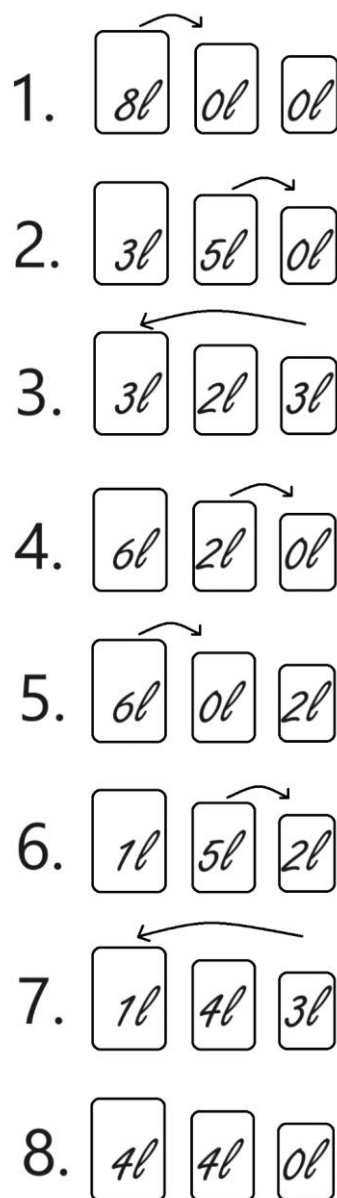 1. 8ℓ 0ℓ 0ℓ
2. 3ℓ 5ℓ 0ℓ
3. 3ℓ 2ℓ 3ℓ
4. 6ℓ 2ℓ 0ℓ
5. 6ℓ 0ℓ 2ℓ
6. 1ℓ 5ℓ 2ℓ
7. 1ℓ 4ℓ 3ℓ
8. 4ℓ 4ℓ 0ℓ